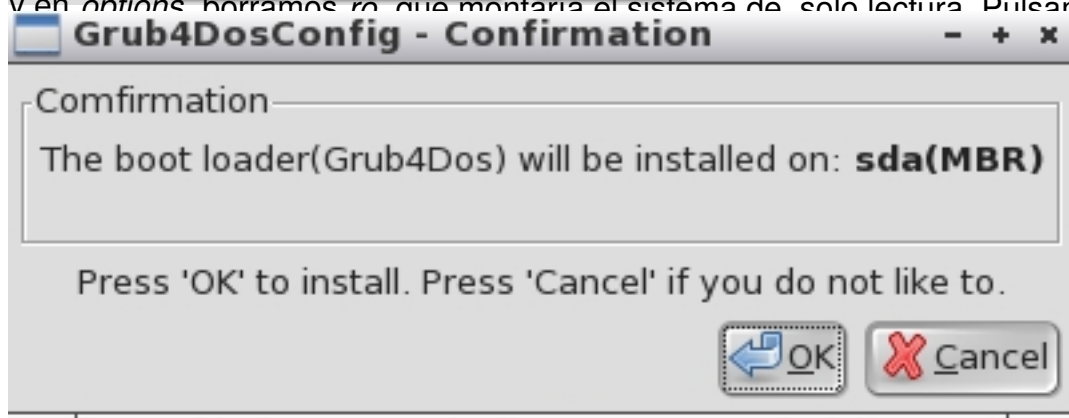 y en options, borramos ro, que montaría el sistema de solo lectura. Pulsar
Grub4DosConfig - Confirmation
Comfirmation
The boot loader(Grub4Dos) will be installed on: sda(MBR)
Press 'OK' to install. Press 'Cancel' if you do not like to.
OK Cancel